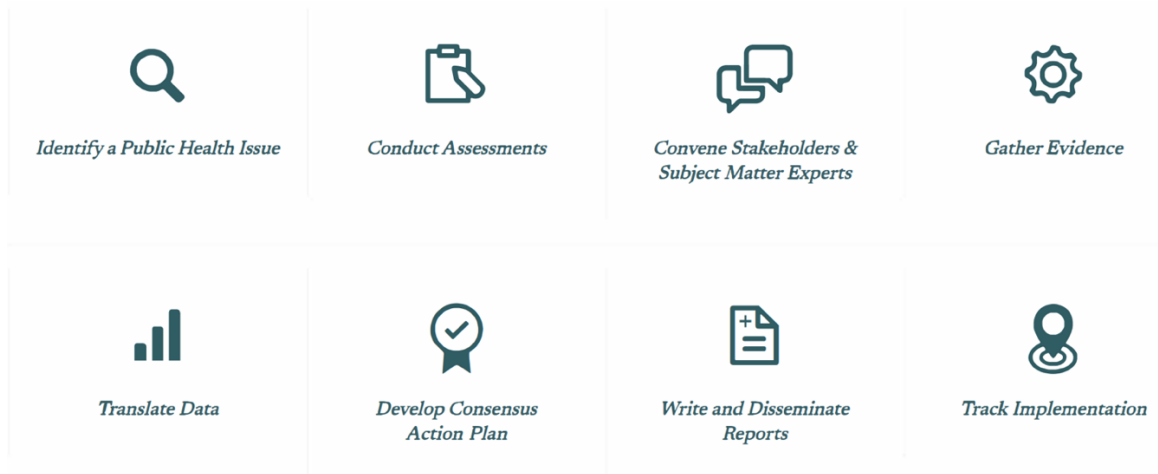 Identify a Public Health Issue
Conduct Assessments
Convene Stakeholders &
Subject Matter Experts
Gather Evidence
Translate Data
Develop Consensus
Action Plan
Write and Disseminate
Reports
Track Implementation